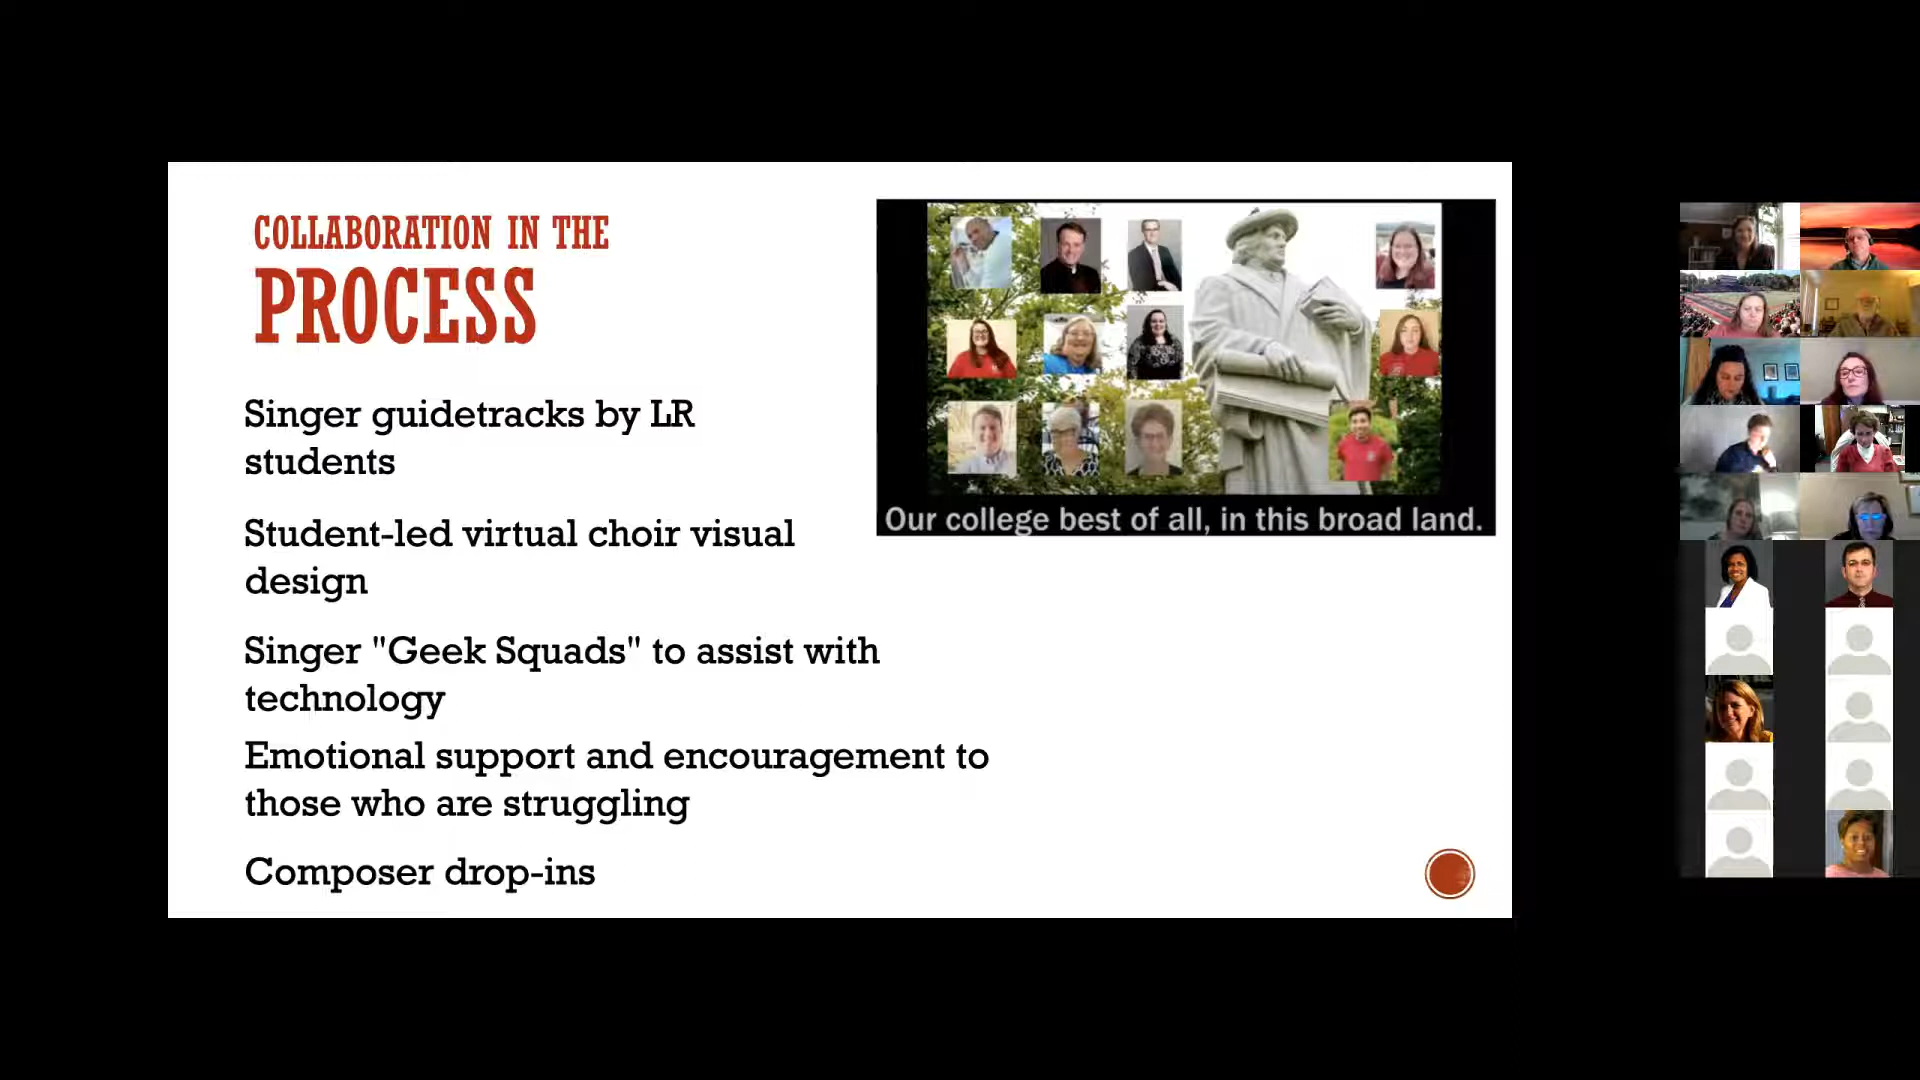 COLLABORATION IN THE
PROCESS
Singer guidetracks by LR
students
Student-led virtual choir visual
design
Singer "Geek Squads" to assist with
technology
Emotional support and encouragement to
those who are struggling
Composer drop-ins
Our college best of all, in this broad land.